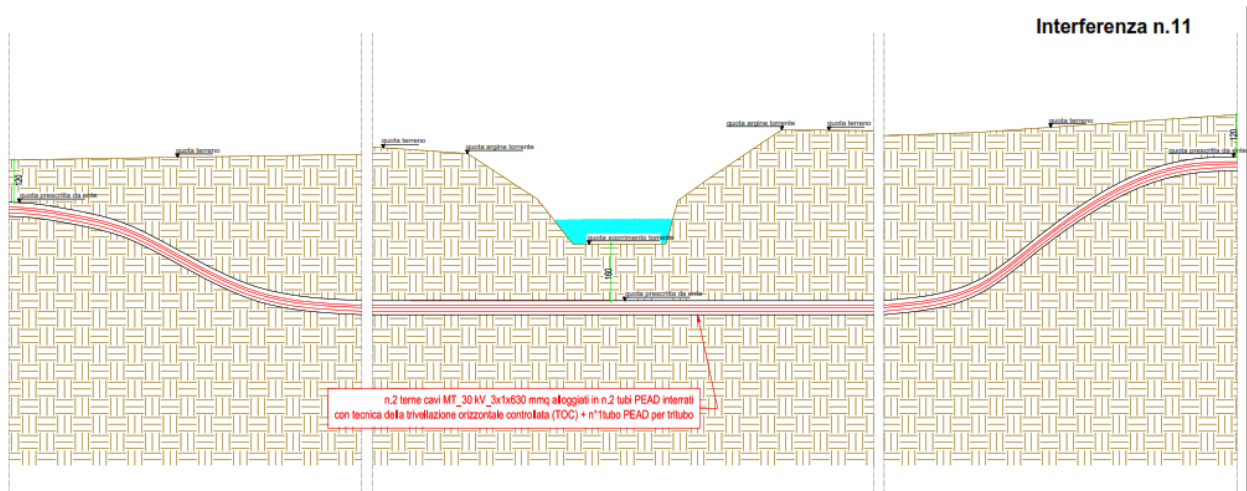 Interferenza n.11
quota argine torrente
quota terreno
quota terreno
120
quota terreno
quota argine torrente
quota prescritta da ente
quota terreno
120
quota prescritta da ente
quota scorrimento torrente
160
quota prescritta da ente
n.2 terne cavi MT_30 kV_3x1x630 mmq alloggiati in n.2 tubi PEAD interrati
con tecnica della trivellazione orizzontale controllata (TOC) + n°1tubo PEAD per tritubo